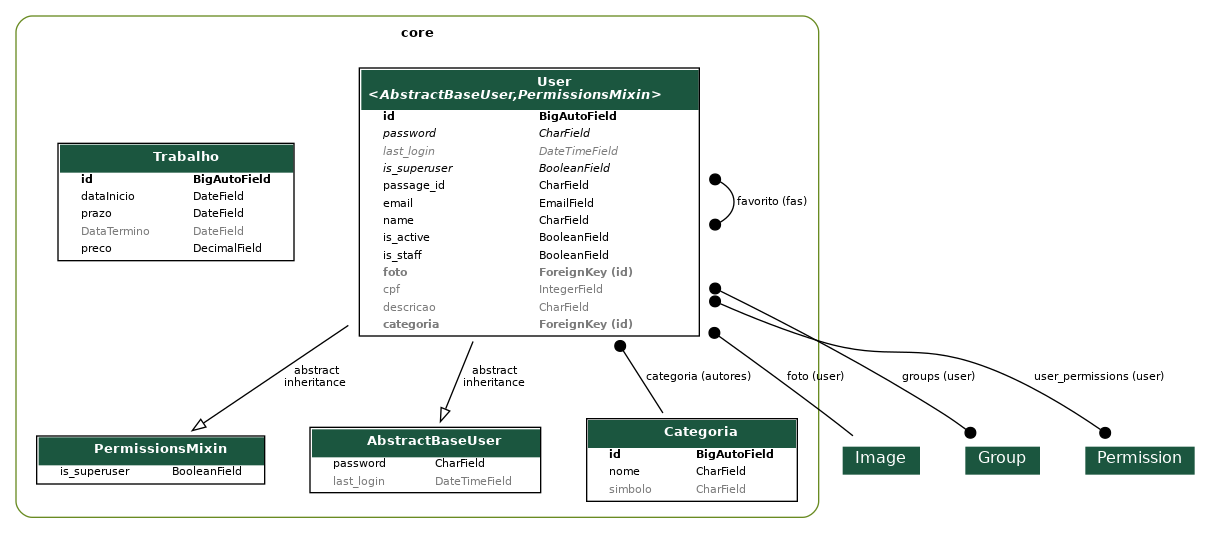 core
User
<AbstractBaseUser,PermissionsMixin>
id BigAutoField
password CharField
last_login DateTimeField
is_superuser BooleanField
passage_id CharField
email EmailField
name CharField
is_active BooleanField
is_staff BooleanField
foto ForeignKey (id)
cpf IntegerField
descricao CharField
categoria ForeignKey (id)
Trabalho
id BigAutoField
dataInicio DateField
prazo DateField
DataTermino DateField
preco DecimalField
favorito (fas)
abstract
inheritance
abstract
inheritance
categoria (autores)
foto (user)
groups (user)
user_permissions (user)
PermissionsMixin
is_superuser BooleanField
AbstractBaseUser
password CharField
last_login DateTimeField
Categoria
id BigAutoField
nome CharField
simbolo CharField
Image
Group
Permission